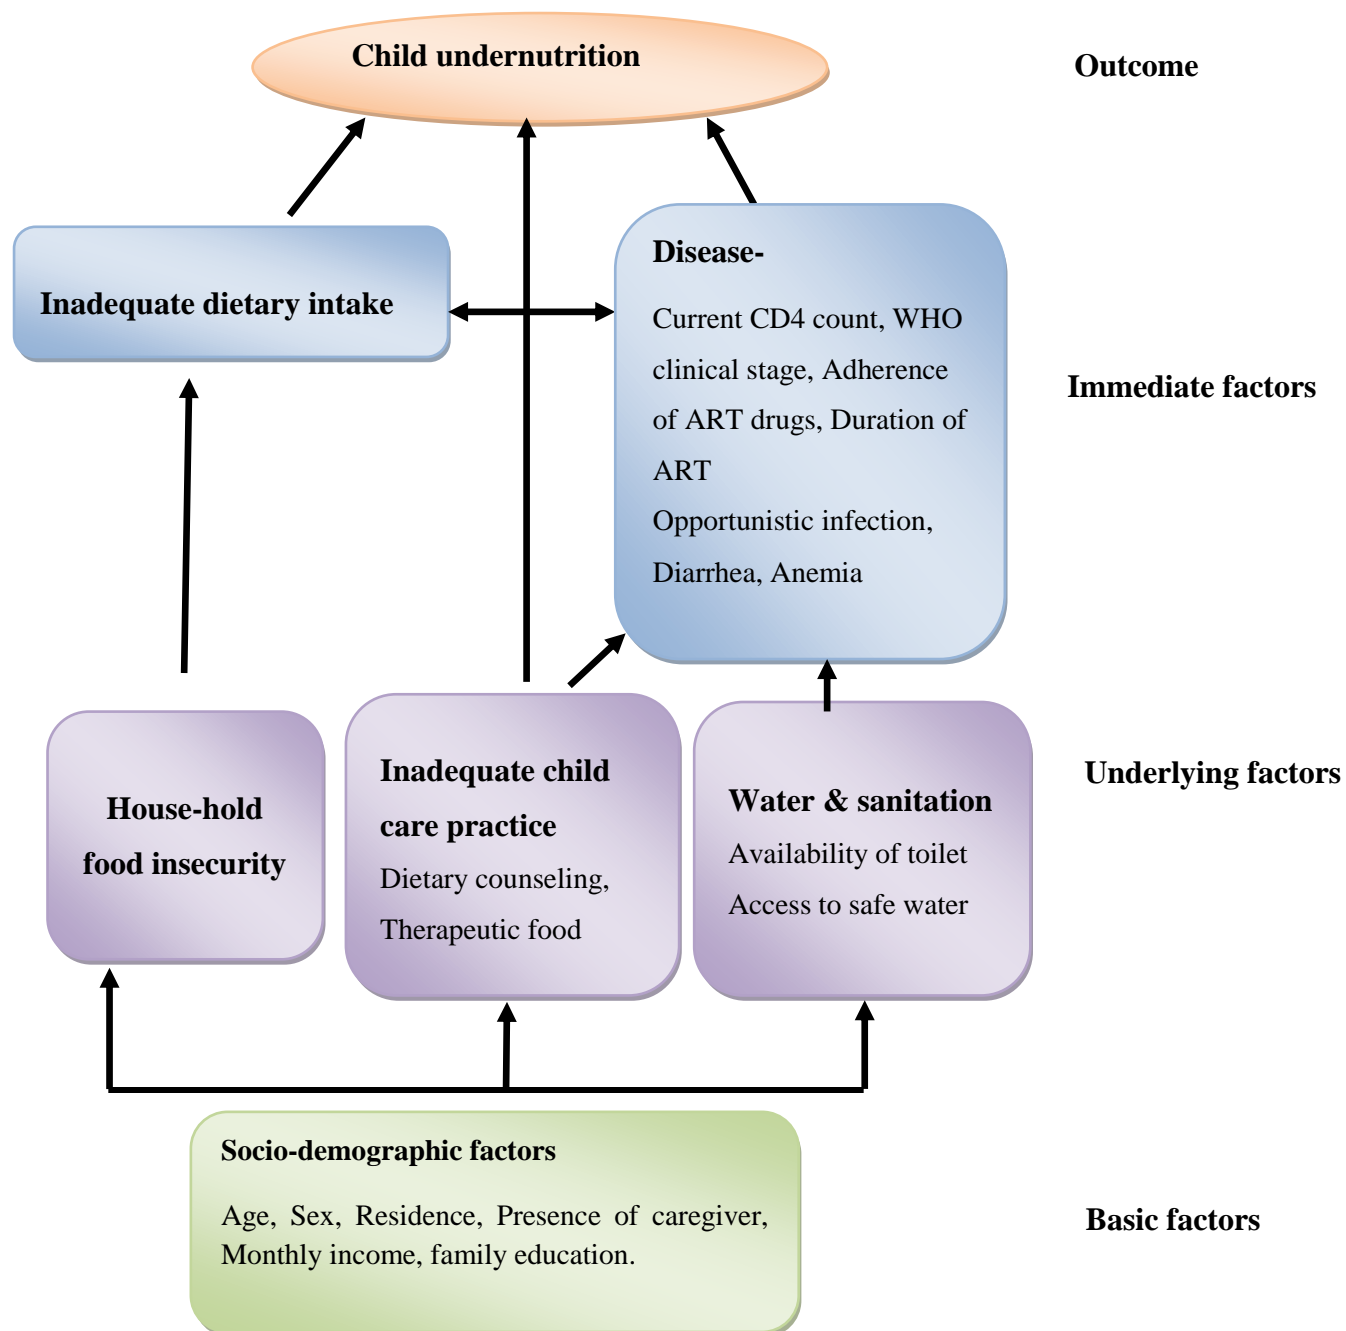 Child undernutrition
Outcome
Inadequate dietary intake
Disease-
Current CD4 count, WHO
clinical stage, Adherence
of ART drugs, Duration of
ART
Opportunistic infection,
Diarrhea, Anemia
Immediate factors
House-hold
food insecurity
Inadequate child
care practice
Dietary counseling,
Therapeutic food
Water & sanitation
Availability of toilet
Access to safe water
Underlying factors
Socio-demographic factors
Age, Sex, Residence, Presence of caregiver,
Monthly income, family education.
Basic factors